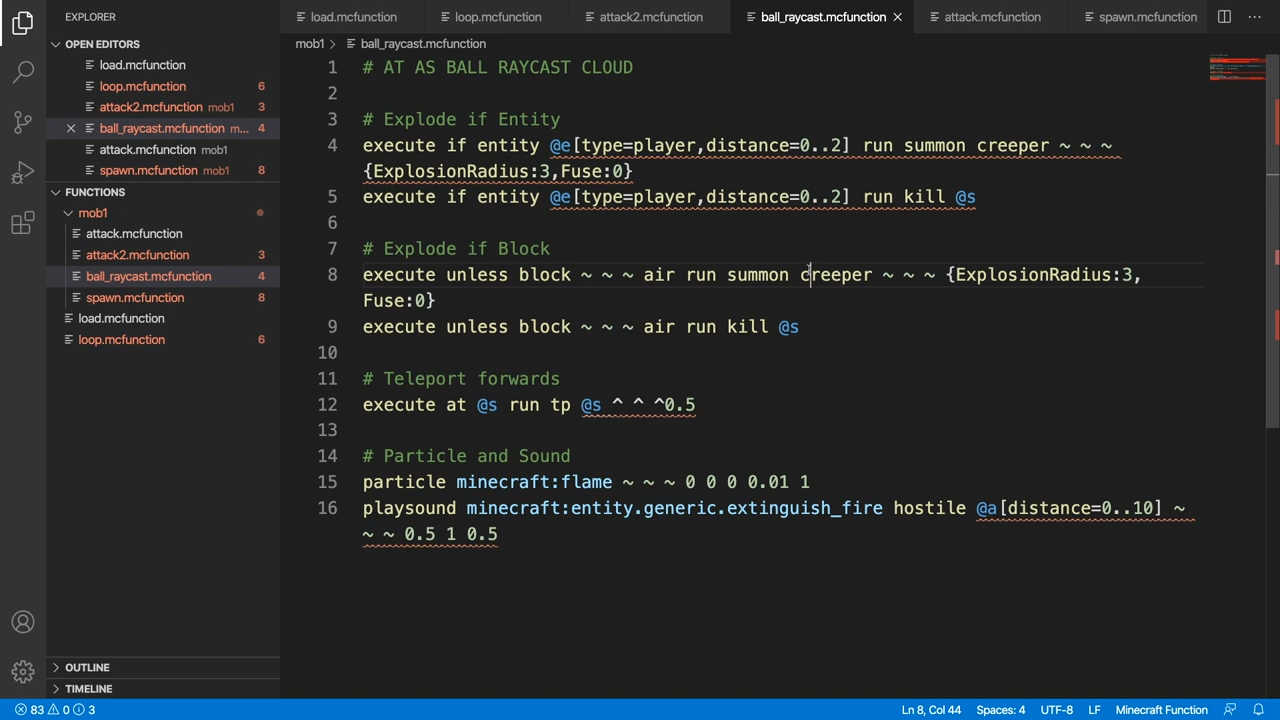 EXPLORER
OPEN EDITORS
load.mcfunction
loop.mcfunction 6
attack2.mcfunction mob1 3
ball_raycast.mcfunction m... 4
attack.mcfunction mob1
spawn.mcfunction mob1 8
FUNCTIONS
mob1
attack.mcfunction
attack2.mcfunction 3
ball_raycast.mcfunction 4
spawn.mcfunction 8
load.mcfunction
loop.mcfunction 6
OUTLINE
TIMELINE
load.mcfunction loop.mcfunction attack2.mcfunction ball_raycast.mcfunction attack.mcfunction spawn.mcfunction
mob1 > ball_raycast.mcfunction
1 # AT AS BALL RAYCAST CLOUD
2
3 # Explode if Entity
4 execute if entity @e[type=player,distance=0..2] run summon creeper ~ ~ ~
{ExplosionRadius:3,Fuse:0}
5 execute if entity @e[type=player,distance=0..2] run kill @s
6
7 # Explode if Block
8 execute unless block ~ ~ ~ air run summon creeper ~ ~ ~ {ExplosionRadius:3,
Fuse:0}
9 execute unless block ~ ~ ~ air run kill @s
10
11 # Teleport forwards
12 execute at @s run tp @s ^ ^ ^0.5
13
14 # Particle and Sound
15 particle minecraft:flame ~ ~ ~ 0 0 0 0.01 1
16 playsound minecraft:entity.generic.extinguish_fire hostile @a[distance=0..10] ~
~ ~ 0.5 1 0.5
83 0 3 Ln 8, Col 44 Spaces: 4 UTF-8 LF Minecraft Function